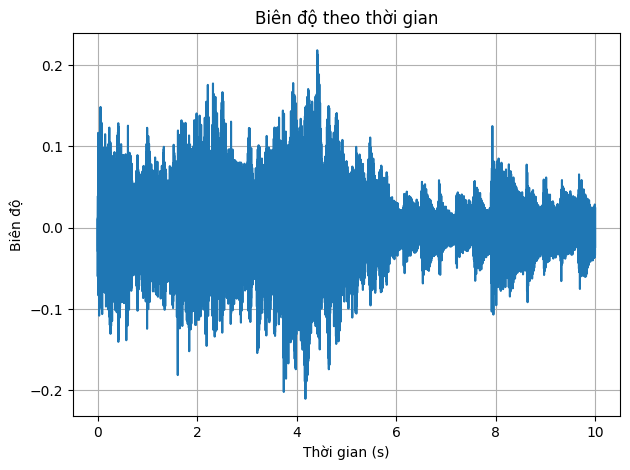 Biên độ theo thời gian
Biên độ
0.2
0.1
0.0
−0.1
−0.2
0 2 4 6 8 10
Thời gian (s)